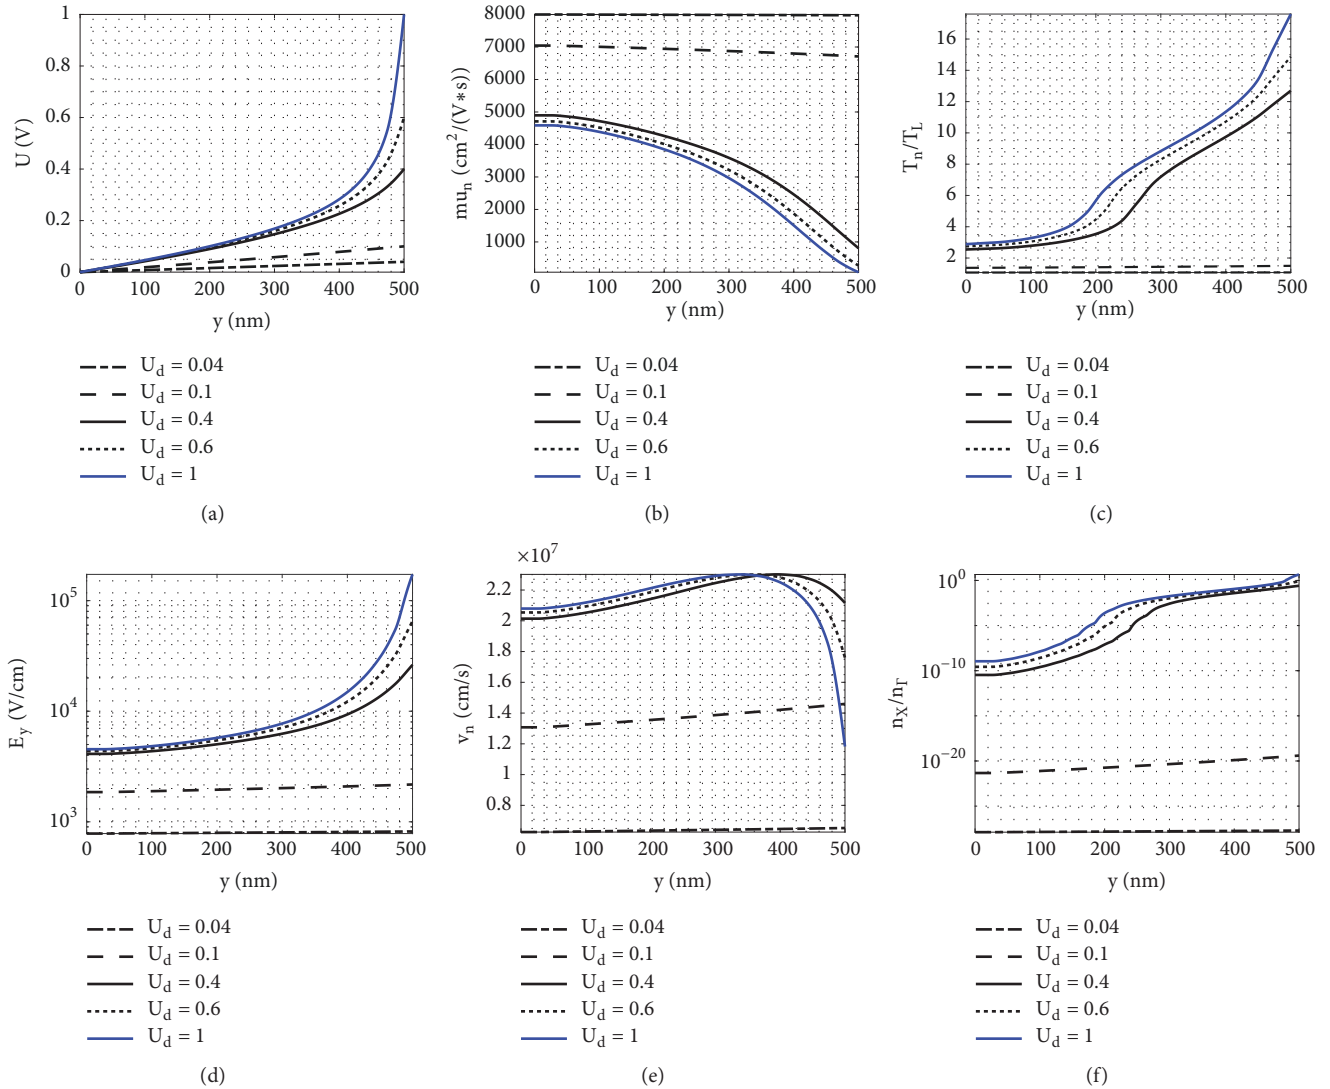 1
0.8
0.6
0.4
0.2
0
U (V)
0 100 200 300 400 500
y (nm)
U_d = 0.04
U_d = 0.1
U_d = 0.4
U_d = 0.6
U_d = 1
(a)
8000
7000
6000
5000
4000
3000
2000
1000
mu_n (cm^2/(V*s))
0 100 200 300 400 500
y (nm)
U_d = 0.04
U_d = 0.1
U_d = 0.4
U_d = 0.6
U_d = 1
(b)
16
14
12
10
8
6
4
2
T_n/T_L
0 100 200 300 400 500
y (nm)
U_d = 0.04
U_d = 0.1
U_d = 0.4
U_d = 0.6
U_d = 1
(c)
10^5
10^4
10^3
E_y (V/cm)
0 100 200 300 400 500
y (nm)
U_d = 0.04
U_d = 0.1
U_d = 0.4
U_d = 0.6
U_d = 1
(d)
×10^7
2.2
2
1.8
1.6
1.4
1.2
1
0.8
v_n (cm/s)
0 100 200 300 400 500
y (nm)
U_d = 0.04
U_d = 0.1
U_d = 0.4
U_d = 0.6
U_d = 1
(e)
10^0
10^−10
10^−20
n_X/n_Γ
0 100 200 300 400 500
y (nm)
U_d = 0.04
U_d = 0.1
U_d = 0.4
U_d = 0.6
U_d = 1
(f)